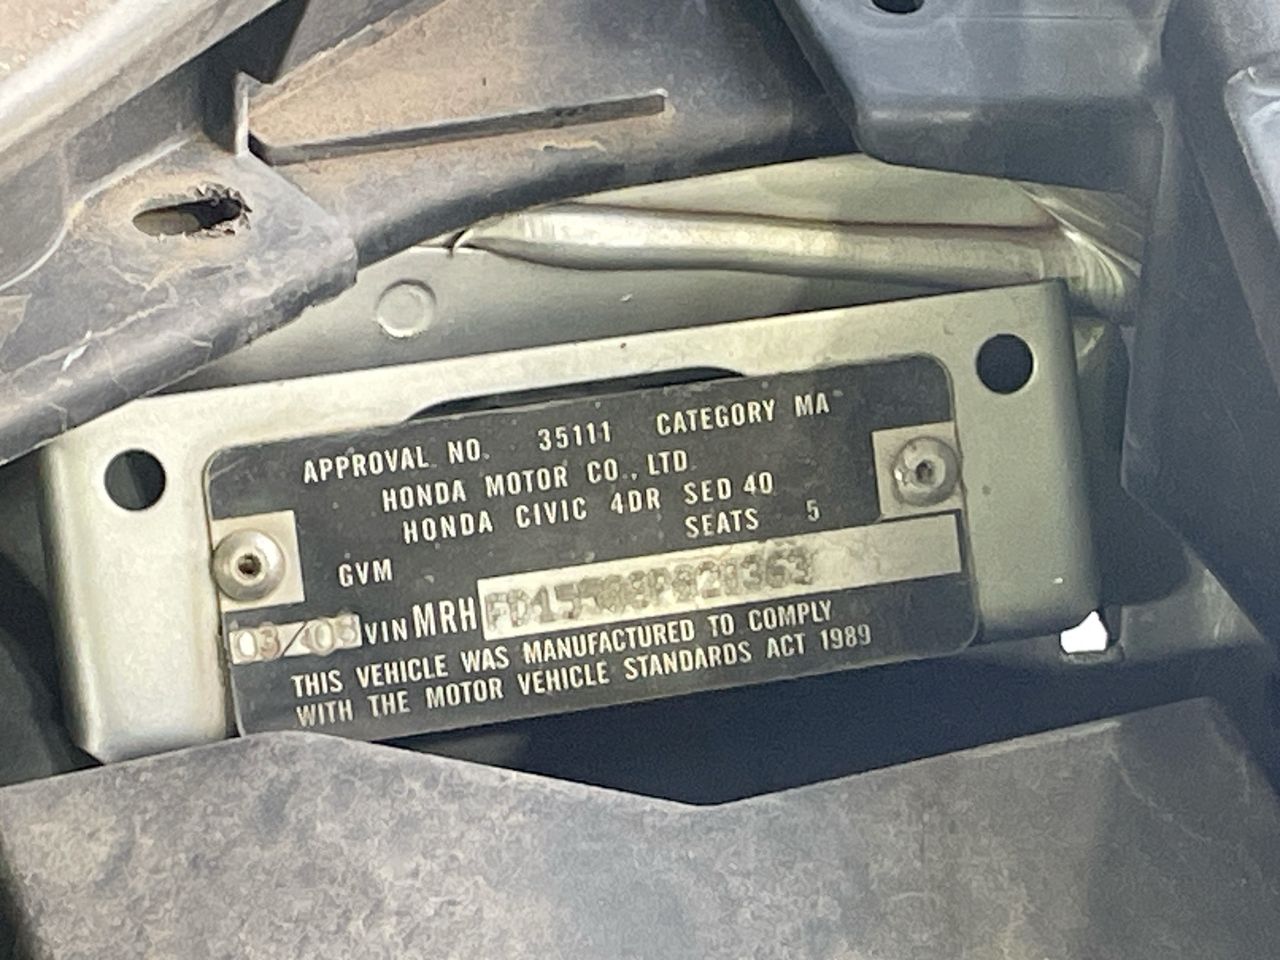 APPROVAL NO. 35111 CATEGORY MA
HONDA MOTOR CO., LTD
HONDA CIVIC 4DR SED 40
SEATS 5
GVM
VIN MRH
THIS VEHICLE WAS MANUFACTURED TO COMPLY
WITH THE MOTOR VEHICLE STANDARDS ACT 1989